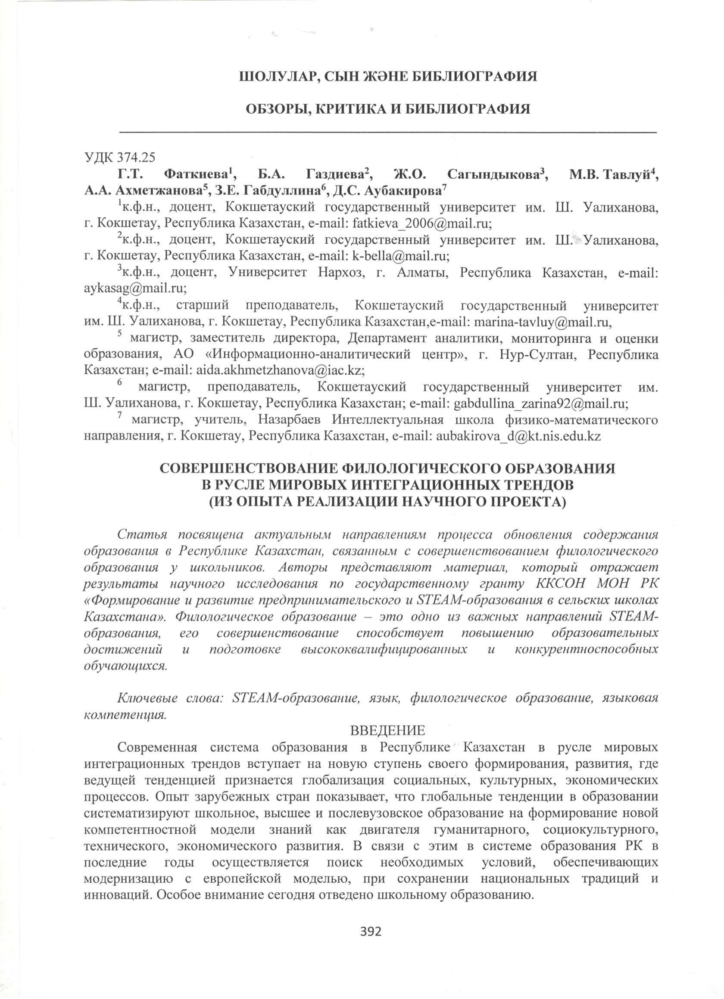 ШОЛУЛАР, СЫН ЖӘНЕ БИБЛИОГРАФИЯ
ОБЗОРЫ, КРИТИКА И БИБЛИОГРАФИЯ
УДК 374.25
Г.Т. Фаткиева¹, Б.А. Газдиева², Ж.О. Сагындыкова³, М.В. Тавлуй⁴,
А.А. Ахметжанова⁵, З.Е. Габдуллина⁶, Д.С. Аубакирова⁷
¹к.ф.н., доцент, Кокшетауский государственный университет им. Ш. Уалиханова,
г. Кокшетау, Республика Казахстан, e-mail: fatkieva_2006@mail.ru;
²к.ф.н., доцент, Кокшетауский государственный университет им. Ш. Уалиханова,
г. Кокшетау, Республика Казахстан, e-mail: k-bella@mail.ru;
³к.ф.н., доцент, Университет Нархоз, г. Алматы, Республика Казахстан, e-mail:
aykasag@mail.ru;
⁴к.ф.н., старший преподаватель, Кокшетауский государственный университет
им. Ш. Уалиханова, г. Кокшетау, Республика Казахстан,e-mail: marina-tavluy@mail.ru,
⁵ магистр, заместитель директора, Департамент аналитики, мониторинга и оценки
образования, АО «Информационно-аналитический центр», г. Нур-Султан, Республика
Казахстан; e-mail: aida.akhmetzhanova@iac.kz;
⁶ магистр, преподаватель, Кокшетауский государственный университет им.
Ш. Уалиханова, г. Кокшетау, Республика Казахстан; e-mail: gabdullina_zarina92@mail.ru;
⁷ магистр, учитель, Назарбаев Интеллектуальная школа физико-математического
направления, г. Кокшетау, Республика Казахстан, e-mail: aubakirova_d@kt.nis.edu.kz
СОВЕРШЕНСТВОВАНИЕ ФИЛОЛОГИЧЕСКОГО ОБРАЗОВАНИЯ
В РУСЛЕ МИРОВЫХ ИНТЕГРАЦИОННЫХ ТРЕНДОВ
(ИЗ ОПЫТА РЕАЛИЗАЦИИ НАУЧНОГО ПРОЕКТА)
Статья посвящена актуальным направлениям процесса обновления содержания
образования в Республике Казахстан, связанным с совершенствованием филологического
образования у школьников. Авторы представляют материал, который отражает
результаты научного исследования по государственному гранту ККСОН МОН РК
«Формирование и развитие предпринимательского и STEAM-образования в сельских школах
Казахстана». Филологическое образование – это одно из важных направлений STEAM-
образования, его совершенствование способствует повышению образовательных
достижений и подготовке высококвалифицированных и конкурентноспособных
обучающихся.
Ключевые слова: STEAM-образование, язык, филологическое образование, языковая
компетенция.
ВВЕДЕНИЕ
Современная система образования в Республике Казахстан в русле мировых
интеграционных трендов вступает на новую ступень своего формирования, развития, где
ведущей тенденцией признается глобализация социальных, культурных, экономических
процессов. Опыт зарубежных стран показывает, что глобальные тенденции в образовании
систематизируют школьное, высшее и послевузовское образование на формирование новой
компетентностной модели знаний как двигателя гуманитарного, социокультурного,
технического, экономического развития. В связи с этим в системе образования РК в
последние годы осуществляется поиск необходимых условий, обеспечивающих
модернизацию с европейской моделью, при сохранении национальных традиций и
инноваций. Особое внимание сегодня отведено школьному образованию.
392